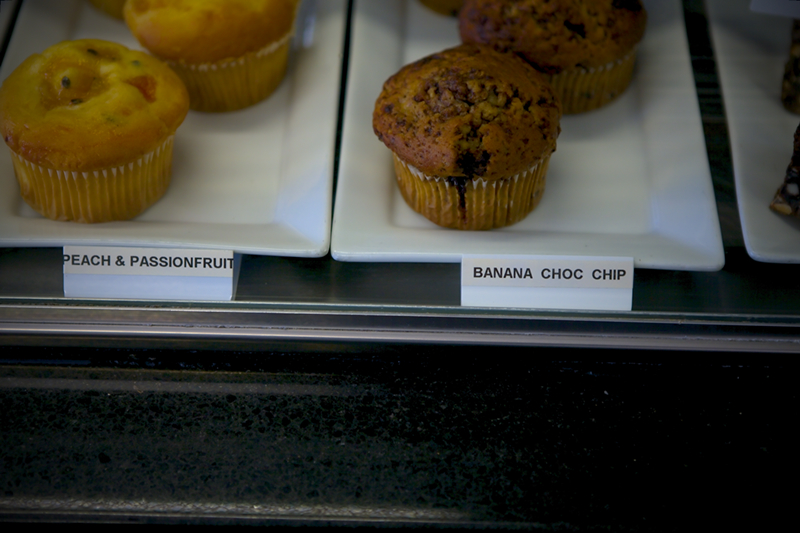 PEACH & PASSIONFRUIT
BANANA CHOC CHIP